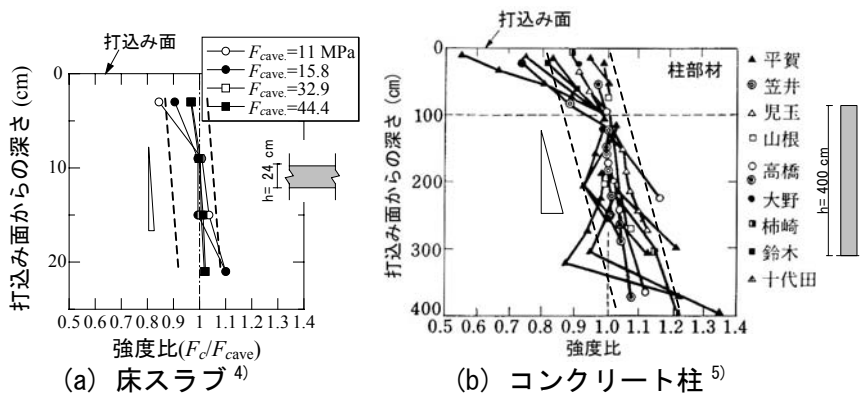 打込み面
F_cave.=11 MPa
F_cave.=15.8
F_cave.=32.9
F_cave.=44.4
打込み面からの深さ (cm)
0
10
20
h= 24 cm
0.5 0.6 0.7 0.8 0.9 1 1.1 1.2 1.3 1.4
強度比(F_c/F_cave)
(a) 床スラブ 4)
打込み面
柱部材
打込み面からの深さ (cm)
0
100
200
300
400
0.5 0.6 0.7 0.8 0.9 1.0 1.1 1.2 1.3 1.4
強度比
平賀
笠井
児玉
山根
高橋
大野
柿崎
鈴木
十代田
h= 400 cm
(b) コンクリート柱 5)